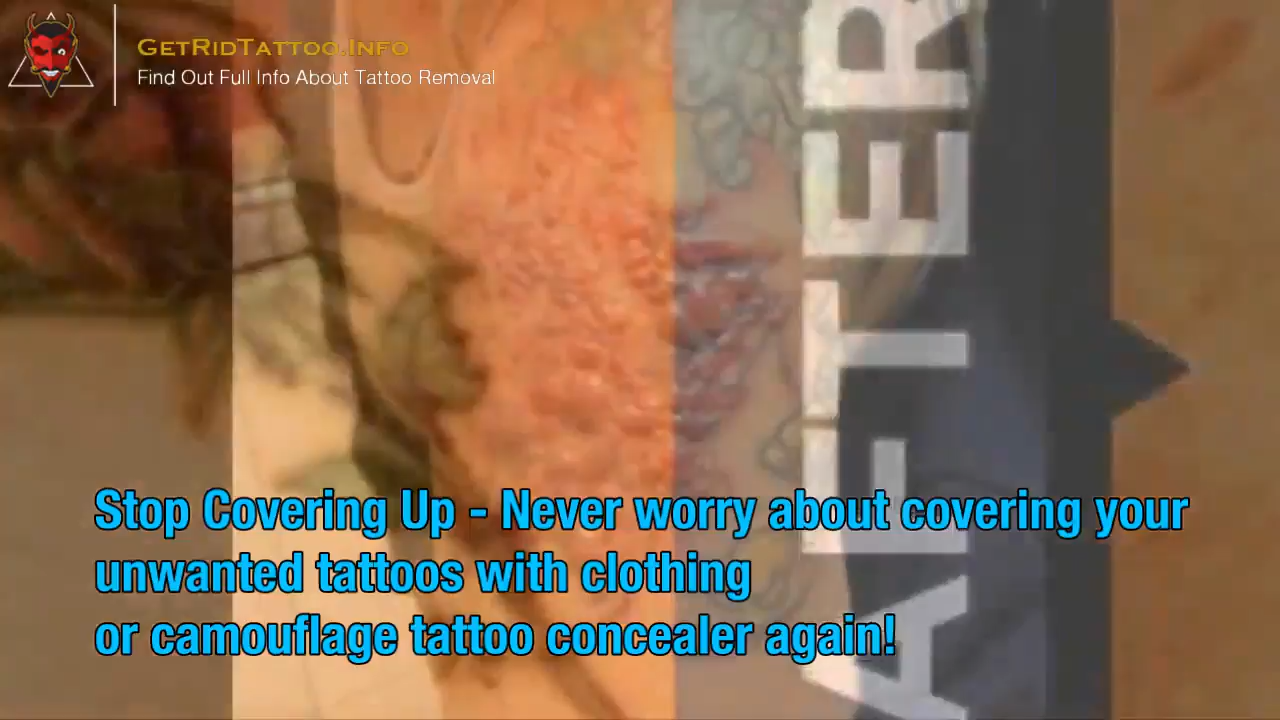 GetRidTattoo.Info
Find Out Full Info About Tattoo Removal
AFTER
Stop Covering Up - Never worry about covering your
unwanted tattoos with clothing
or camouflage tattoo concealer again!